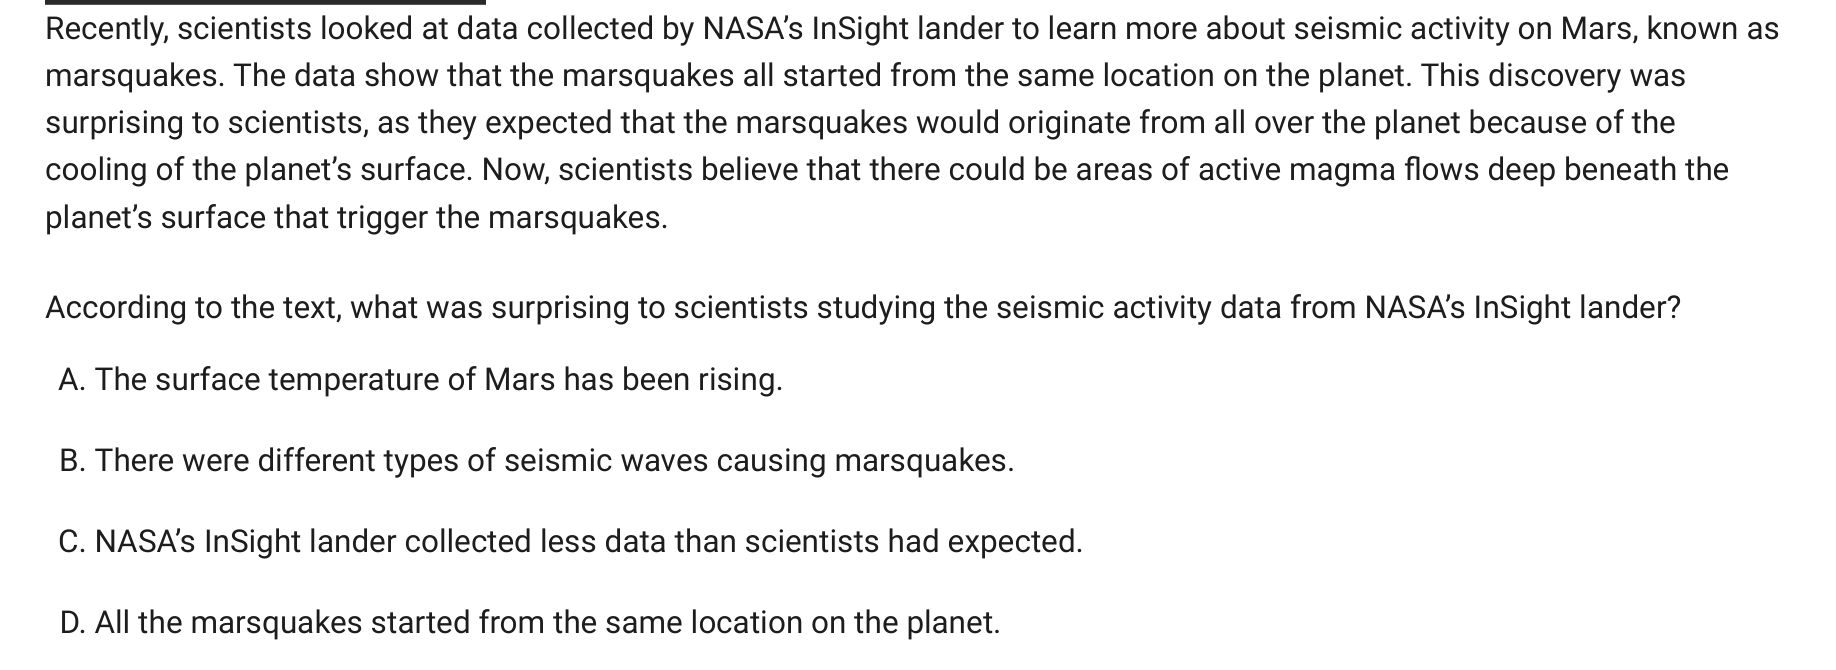 Recently, scientists looked at data collected by NASA’s InSight lander to learn more about seismic activity on Mars, known as
marsquakes. The data show that the marsquakes all started from the same location on the planet. This discovery was
surprising to scientists, as they expected that the marsquakes would originate from all over the planet because of the
cooling of the planet’s surface. Now, scientists believe that there could be areas of active magma flows deep beneath the
planet’s surface that trigger the marsquakes.
According to the text, what was surprising to scientists studying the seismic activity data from NASA’s InSight lander?
A. The surface temperature of Mars has been rising.
B. There were different types of seismic waves causing marsquakes.
C. NASA’s InSight lander collected less data than scientists had expected.
D. All the marsquakes started from the same location on the planet.